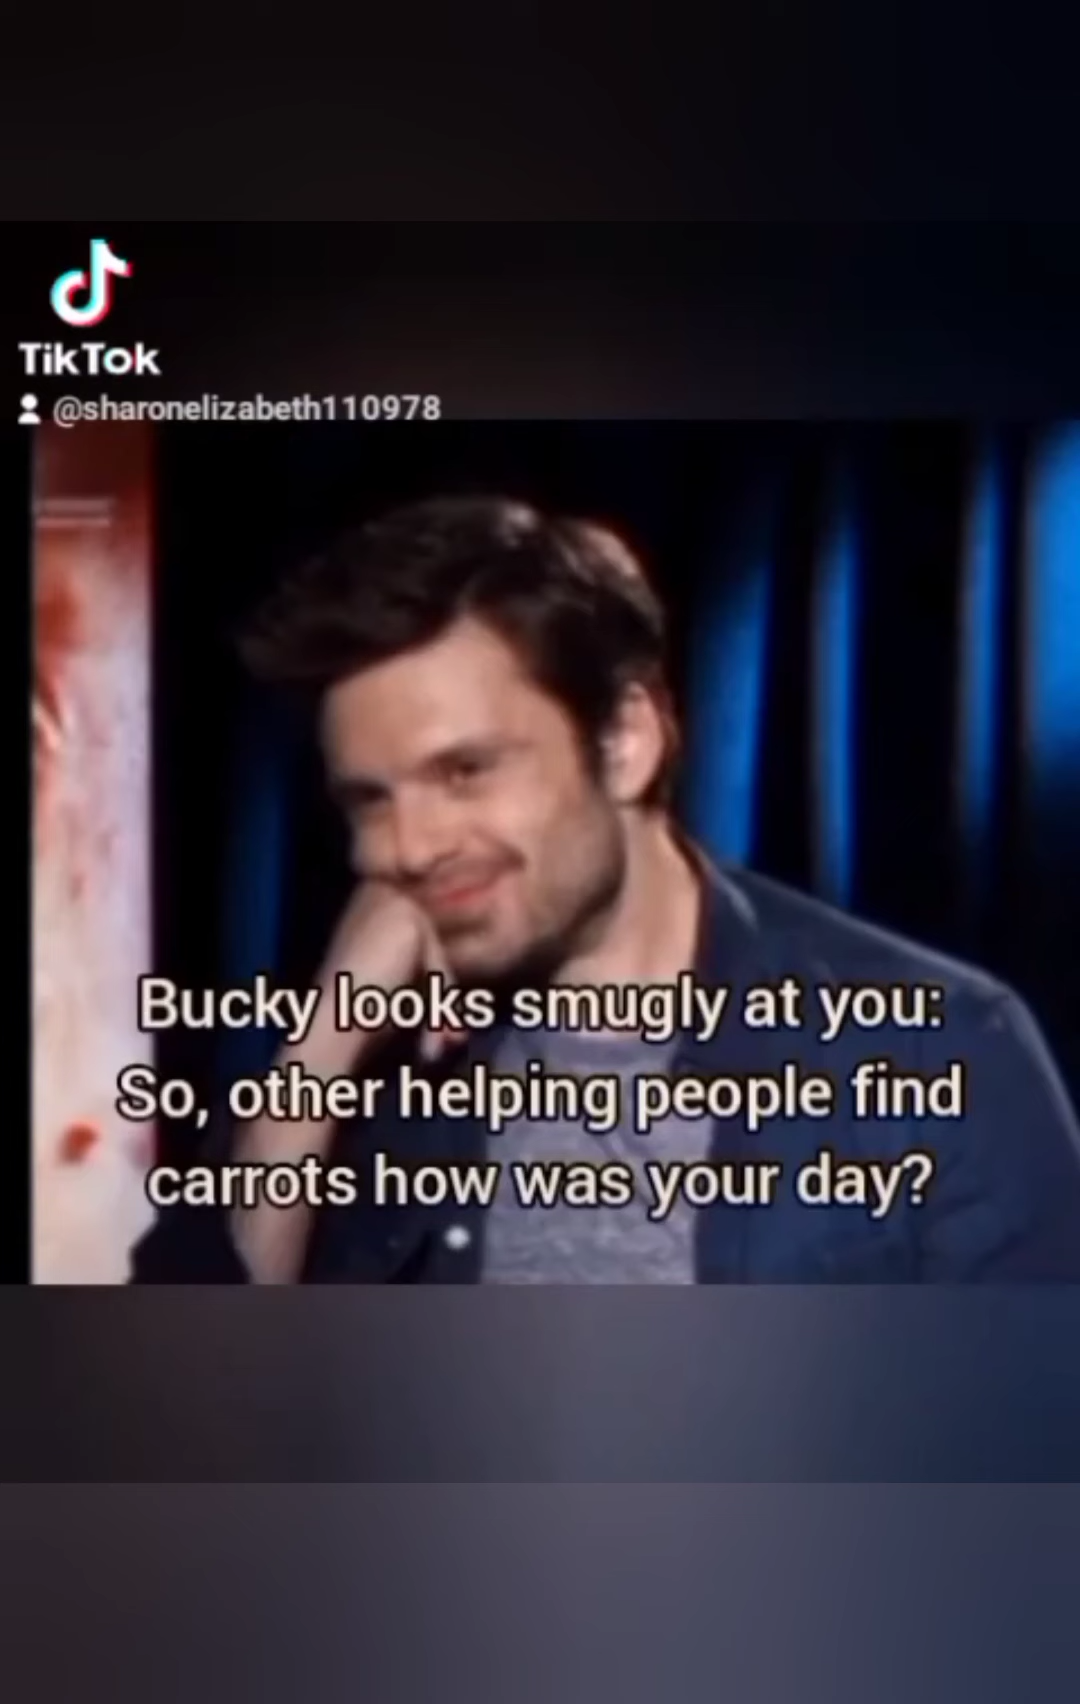 TikTok
@sharonelizabeth110978
Bucky looks smugly at you:
So, other helping people find
carrots how was your day?